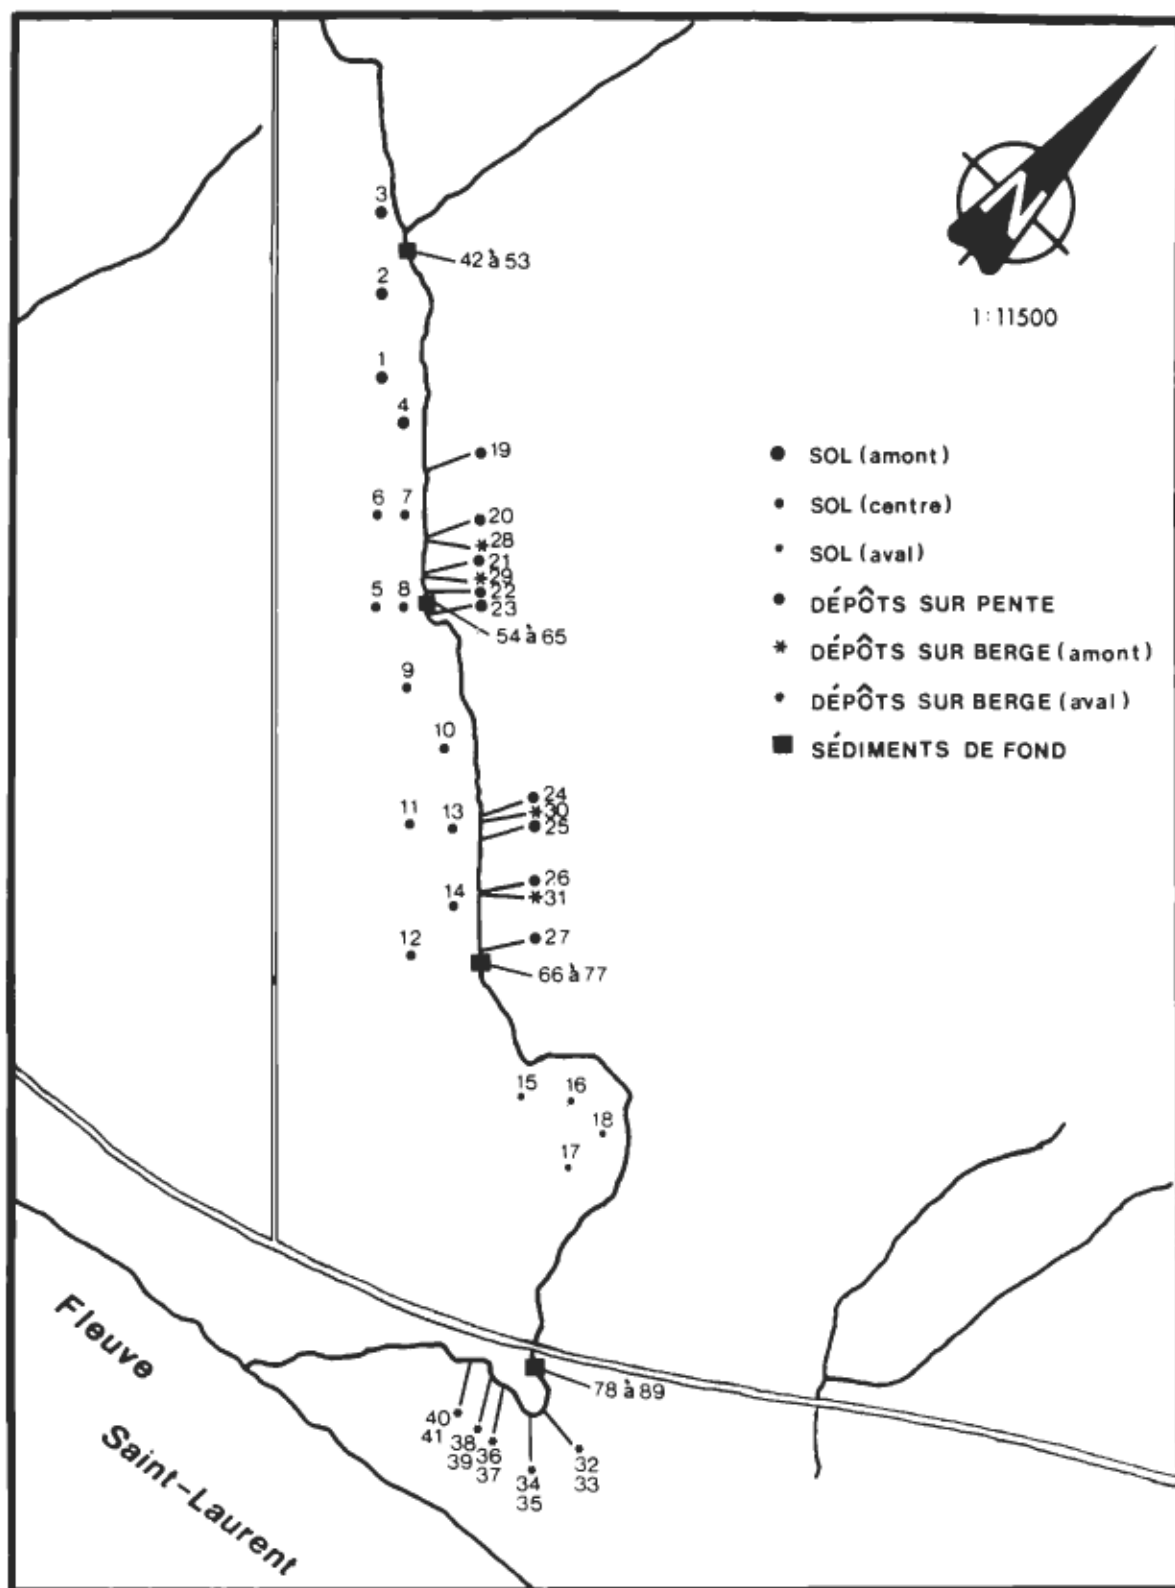 3
42 à 53
2
N
1:11500
1
4
19
SOL (amont)
6 7
20
SOL (centre)
28
21
SOL (aval)
29
22
5 8
23
DÉPÔTS SUR PENTE
54 à 65
DÉPÔTS SUR BERGE (amont)
9
DÉPÔTS SUR BERGE (aval)
10
SÉDIMENTS DE FOND
24
30
11 13
25
26
14
31
12
27
66 à 77
15 16
18
17
Fleuve
Saint-Laurent
78 à 89
40
41
38
39
36
37
34
35
32
33